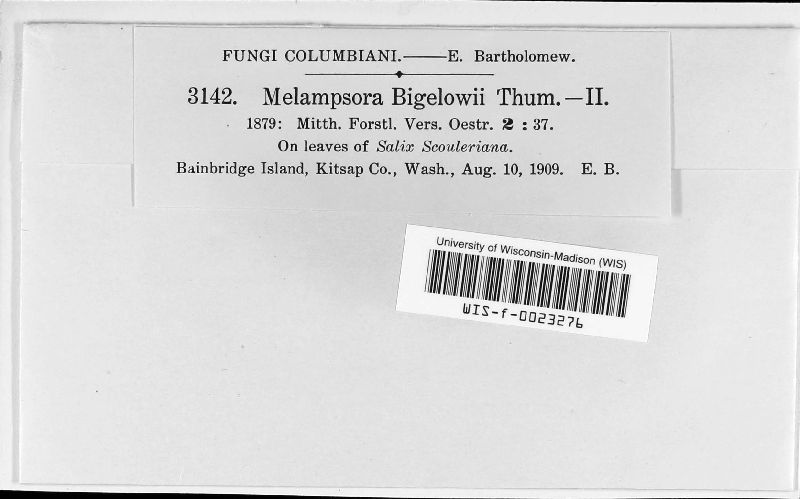 FUNGI COLUMBIANI.——E. Bartholomew.
3142. Melampsora Bigelowii Thum.—II.
1879: Mitth. Forstl. Vers. Oestr. 2 : 37.
On leaves of Salix Scouleriana.
Bainbridge Island, Kitsap Co., Wash., Aug. 10, 1909. E. B.
University of Wisconsin-Madison (WIS)
WIS-f-0023276